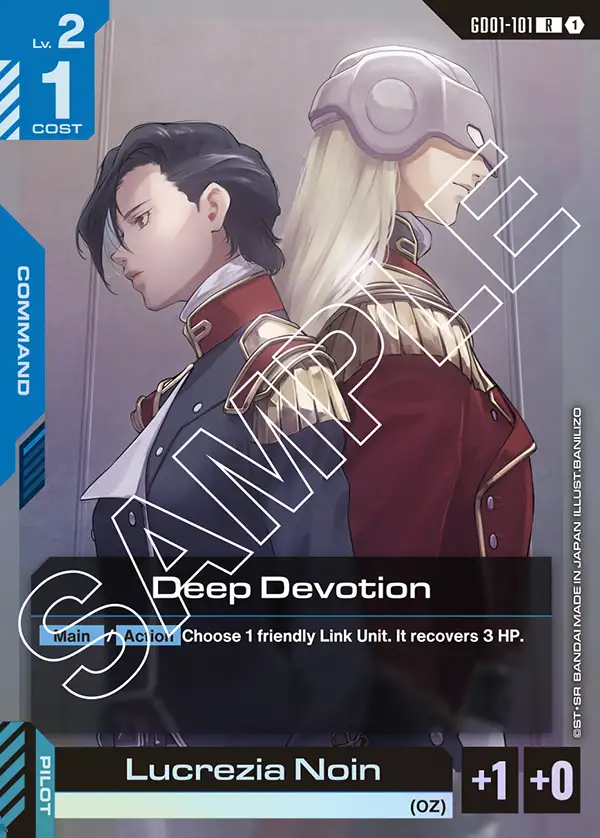 Lv. 2
1
COST
GD01-101 R 1
COMMAND
SAMPLE
©ST・SR BANDAI MADE IN JAPAN ILLUST.BANILIZO
Deep Devotion
Main / Action Choose 1 friendly Link Unit. It recovers 3 HP.
PILOT
Lucrezia Noin
(OZ)
+1 +0